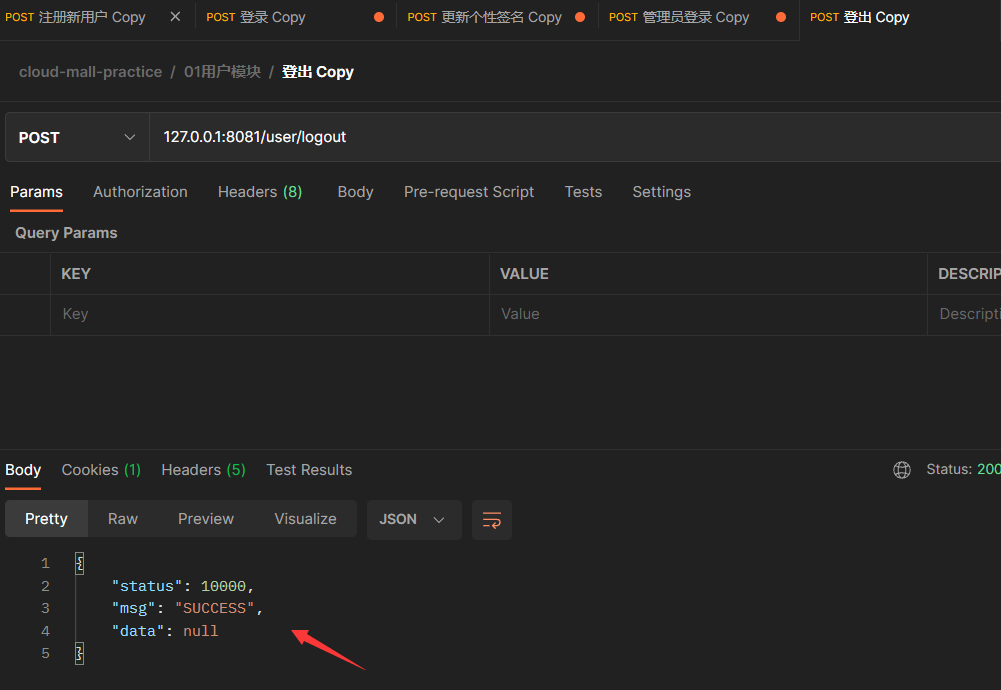 POST 注册新用户 Copy POST 登录 Copy POST 更新个性签名 Copy POST 管理员登录 Copy POST 登出 Copy
cloud-mall-practice / 01用户模块 / 登出 Copy
POST 127.0.0.1:8081/user/logout
Params Authorization Headers (8) Body Pre-request Script Tests Settings
Query Params
KEY VALUE DESCRIP
Key Value Descripti
Body Cookies (1) Headers (5) Test Results Status: 200
Pretty Raw Preview Visualize JSON
1 {
2 "status": 10000,
3 "msg": "SUCCESS",
4 "data": null
5 }